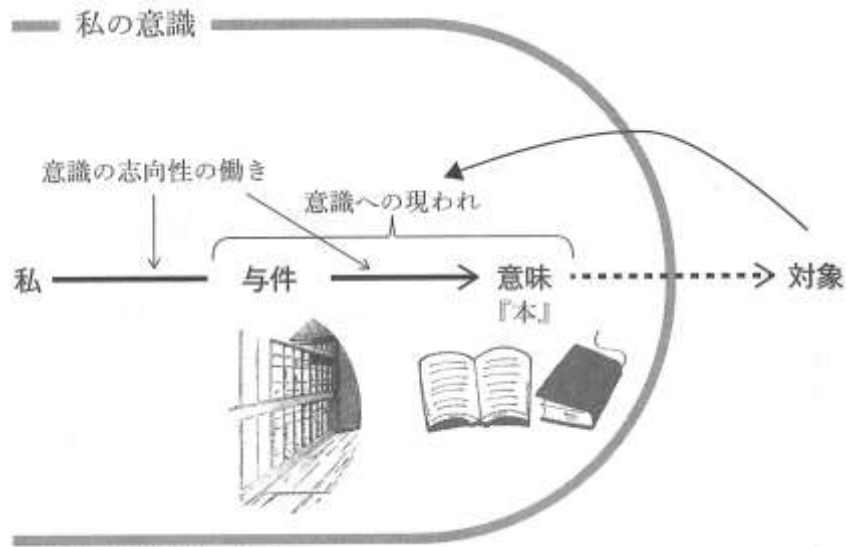 私の意識
意識の志向性の働き
意識への現われ
私
与件
意味
対象
『本』